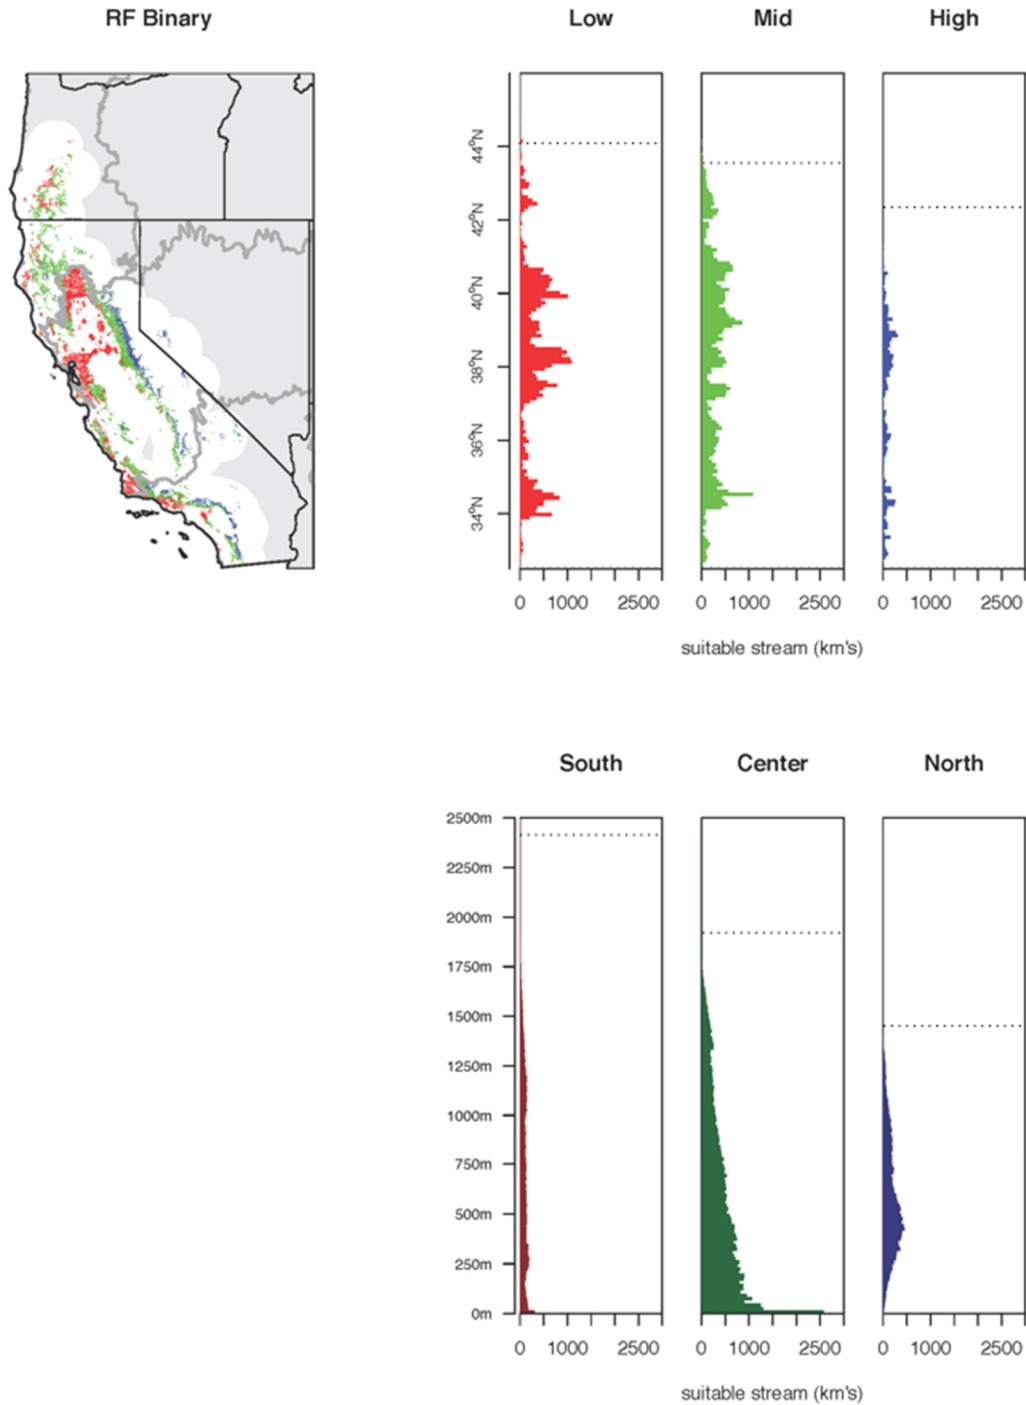 RF Binary
Low Mid High
44°N
42°N
40°N
38°N
36°N
34°N
0 1000 2500 0 1000 2500 0 1000 2500
suitable stream (km's)
South Center North
2500m
2250m
2000m
1750m
1500m
1250m
1000m
750m
500m
250m
0m
0 1000 2500 0 1000 2500 0 1000 2500
suitable stream (km's)